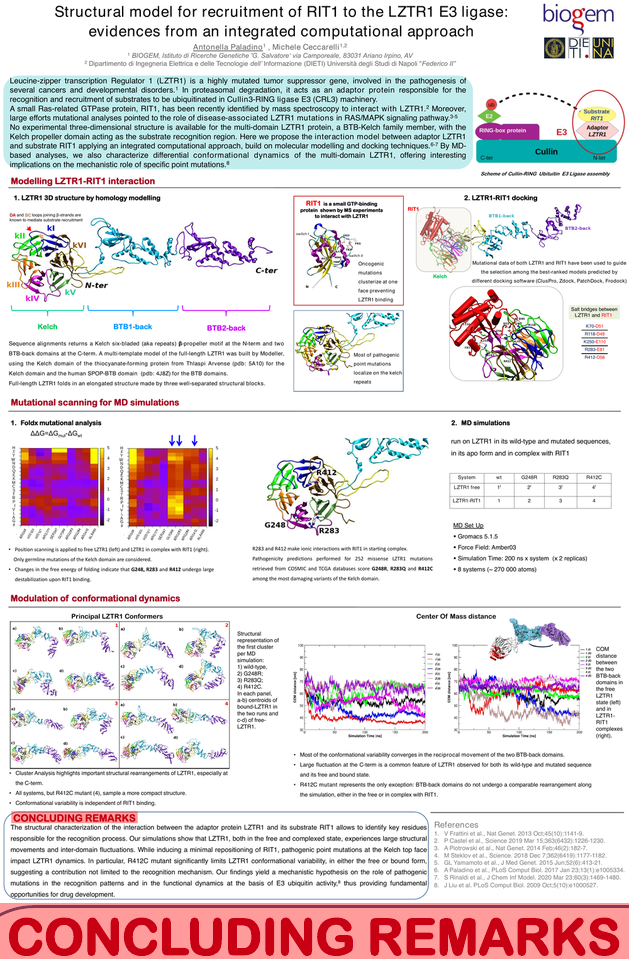 Structural model for recruitment of RIT1 to the LZTR1 E3 ligase:
evidences from an integrated computational approach
Antonella Paladino¹ , Michele Ceccarelli¹,²
¹ BIOGEM, Istituto di Ricerche Genetiche 'G. Salvatore' via Camporeale, 83031 Ariano Irpino, AV
² Dipartimento di Ingegneria Elettrica e delle Tecnologie dell' Informazione (DIETI) Università degli Studi di Napoli "Federico II"
biogem
DIETI
UNINA
Leucine-zipper transcription Regulator 1 (LZTR1) is a highly mutated tumor suppressor gene, involved in the pathogenesis of
several cancers and developmental disorders.¹ In proteasomal degradation, it acts as an adaptor protein responsible for the
recognition and recruitment of substrates to be ubiquitinated in Cullin3-RING ligase E3 (CRL3) machinery.
A small Ras-related GTPase protein, RIT1, has been recently identified by mass spectroscopy to interact with LZTR1.² Moreover,
large efforts mutational analyses pointed to the role of disease-associated LZTR1 mutations in RAS/MAPK signaling pathway.³⁻⁵
No experimental three-dimensional structure is available for the multi-domain LZTR1 protein, a BTB-Kelch family member, with the
Kelch propeller domain acting as the substrate recognition region. Here we propose the interaction model between adaptor LZTR1
and substrate RIT1 applying an integrated computational approach, build on molecular modelling and docking techniques.⁶⁻⁷ By MD-
based analyses, we also characterize differential conformational dynamics of the multi-domain LZTR1, offering interesting
implications on the mechanistic role of specific point mutations.⁸
E2
RING-box protein
E3
Substrate
RIT1
Adaptor
LZTR1
Cullin
C-ter
N-ter
Scheme of Cullin-RING Ubituitin E3 Ligase assembly
Modelling LZTR1-RIT1 interaction
1. LZTR1 3D structure by homology modelling
DA and BC loops joining β-strands are
known to mediate substrate recruitment
kI
kII
kVI
kIII
kIV
kV
N-ter
C-ter
Kelch
BTB1-back
BTB2-back
Sequence alignments returns a Kelch six-bladed (aka repeats) β-propeller motif at the N-term and two
BTB-back domains at the C-term. A multi-template model of the full-length LZTR1 was built by Modeller,
using the Kelch domain of the thiocyanate-forming protein from Thlaspi Arvense (pdb: 5A10) for the
Kelch domain and the human SPOP-BTB domain (pdb: 4J8Z) for the BTB domains.
Full-length LZTR1 folds in an elongated structure made by three well-separated structural blocks.
RIT1 is a small GTP-binding
protein shown by MS experiments
to interact with LZTR1
Oncogenic
mutations
clusterize at one
face preventing
LZTR1 binding
Most of pathogenic
point mutations
localize on the kelch
repeats
2. LZTR1-RIT1 docking
RIT1
BTB1-back
BTB2-back
Kelch
Mutational data of both LZTR1 and RIT1 have been used to guide
the selection among the best-ranked models predicted by
different docking software (ClusPro, Zdock, PatchDock, Frodock)
Salt bridges between
LZTR1 and RIT1
K70-D51
R118-D48
K250-E110
R283-E81
R412-D58
Mutational scanning for MD simulations
1. Foldx mutational analysis
ΔΔG=ΔGmut-ΔGwt
• Position scanning is applied to free LZTR1 (left) and LZTR1 in complex with RIT1 (right).
Only germline mutations of the Kelch domain are considered.
• Changes in the free energy of folding indicate that G248, R283 and R412 undergo large
destabilization upon RIT1 binding.
R412
G248
R283
R283 and R412 make ionic interactions with RIT1 in starting complex.
Pathogenicity predictions performed for 252 missense LZTR1 mutations
retrieved from COSMIC and TCGA databases score G248R, R283Q and R412C
among the most damaging variants of the Kelch domain.
2. MD simulations
run on LZTR1 in its wild-type and mutated sequences,
in its apo form and in complex with RIT1
System wt G248R R283Q R412C
LZTR1 free 1' 2' 3' 4'
LZTR1-RIT1 1 2 3 4
MD Set Up
• Gromacs 5.1.5
• Force Field: Amber03
• Simulation Time: 200 ns x system (x 2 replicas)
• 8 systems (~ 270 000 atoms)
Modulation of conformational dynamics
Principal LZTR1 Conformers
Structural
representation of
the first cluster
per MD
simulation:
1) wild-type,
2) G248R;
3) R283Q;
4) R412C.
In each panel,
a-b) centroids of
bound-LZTR1 in
the two runs and
c-d) of free-
LZTR1.
• Cluster Analysis highlights important structural rearrangements of LZTR1, especially at
the C-term.
• All systems, but R412C mutant (4), sample a more compact structure.
• Conformational variability is independent of RIT1 binding.
Center Of Mass distance
COM distance (nm)
Simulation Time (ns)
COM distance (nm)
Simulation Time (ns)
COM
distance
between
the two
BTB-back
domains in
the free
LZTR1
state (left)
and in
LZTR1-
RIT1
complexes
(right).
• Most of the conformational variability converges in the reciprocal movement of the two BTB-back domains.
• Large fluctuation at the C-term is a common feature of LZTR1 observed for both its wild-type and mutated sequence
and its free and bound state.
• R412C mutant represents the only exception: BTB-back domains do not undergo a comparable rearrangement along
the simulation, either in the free or in complex with RIT1.
CONCLUDING REMARKS
The structural characterization of the interaction between the adaptor protein LZTR1 and its substrate RIT1 allows to identify key residues
responsible for the recognition process. Our simulations show that LZTR1, both in the free and complexed state, experiences large structural
movements and inter-domain fluctuations. While inducing a minimal repositioning of RIT1, pathogenic point mutations at the Kelch top face
impact LZTR1 dynamics. In particular, R412C mutant significantly limits LZTR1 conformational variability, in either the free or bound form,
suggesting a contribution not limited to the recognition mechanism. Our findings yield a mechanistic hypothesis on the role of pathogenic
mutations in the recognition patterns and in the functional dynamics at the basis of E3 ubiquitin activity,⁸ thus providing fundamental
opportunities for drug development.
References
1. V Frattini et al., Nat Genet. 2013 Oct;45(10):1141-9.
2. P Castel et al., Science 2019 Mar 15;363(6432):1226-1230.
3. A Piotrowski et al., Nat Genet. 2014 Feb;46(2):182-7.
4. M Steklov et al., Science. 2018 Dec 7;362(6419):1177-1182.
5. GL Yamamoto et al., J Med Genet. 2015 Jun;52(6):413-21.
6. A Paladino et al., PLoS Comput Biol. 2017 Jan 23;13(1):e1005334.
7. S Rinaldi et al., J Chem Inf Model. 2020 Mar 23;60(3):1469-1480.
8. J Liu et al. PLoS Comput Biol. 2009 Oct;5(10):e1000527.
CONCLUDING REMARKS